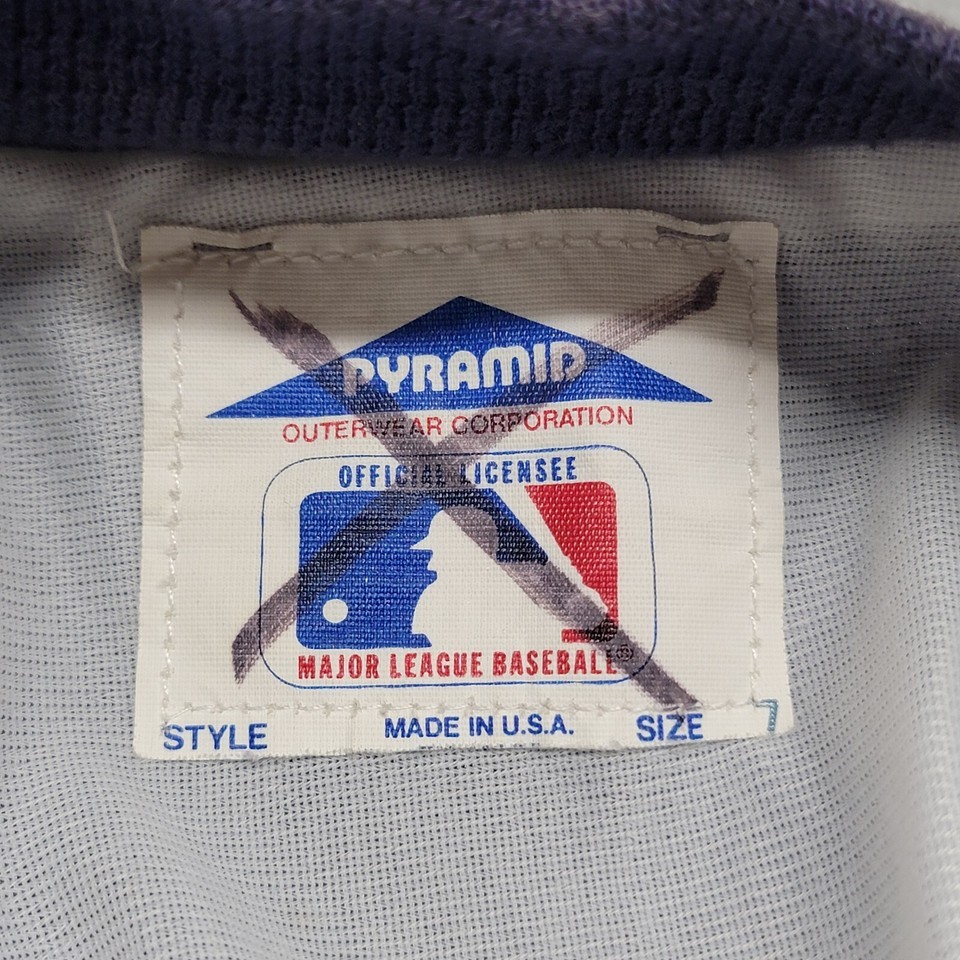 PYRAMID
OUTERWEAR CORPORATION
OFFICIAL LICENSEE
MAJOR LEAGUE BASEBALL®
STYLE MADE IN U.S.A. SIZE